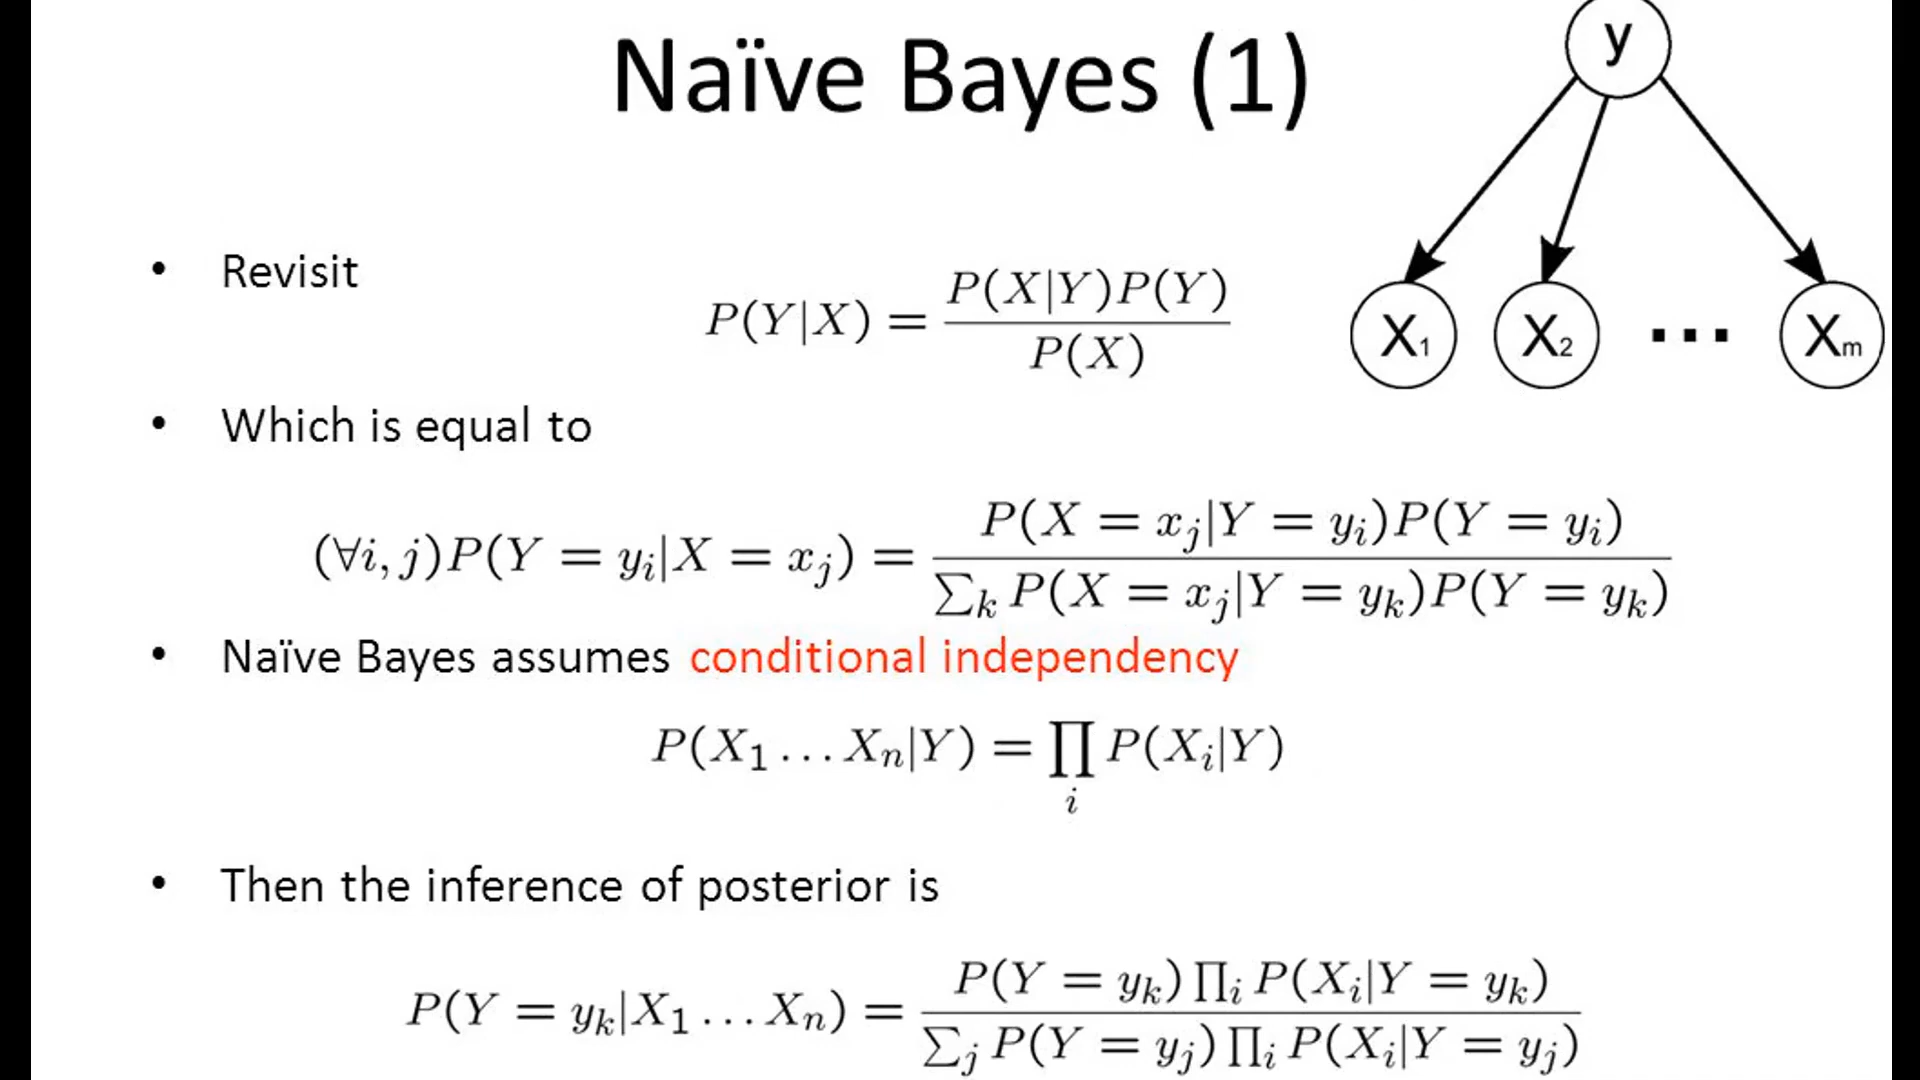 Naïve Bayes (1)
y
X₁ X₂ ... Xₘ
• Revisit
P(Y|X) = P(X|Y)P(Y) / P(X)
• Which is equal to
(∀i, j)P(Y = yᵢ|X = xⱼ) = P(X = xⱼ|Y = yᵢ)P(Y = yᵢ) / ∑ₖ P(X = xⱼ|Y = yₖ)P(Y = yₖ)
• Naïve Bayes assumes conditional independency
P(X₁ ... Xₙ|Y) = ∏ᵢ P(Xᵢ|Y)
• Then the inference of posterior is
P(Y = yₖ|X₁ ... Xₙ) = P(Y = yₖ) ∏ᵢ P(Xᵢ|Y = yₖ) / ∑ⱼ P(Y = yⱼ) ∏ᵢ P(Xᵢ|Y = yⱼ)